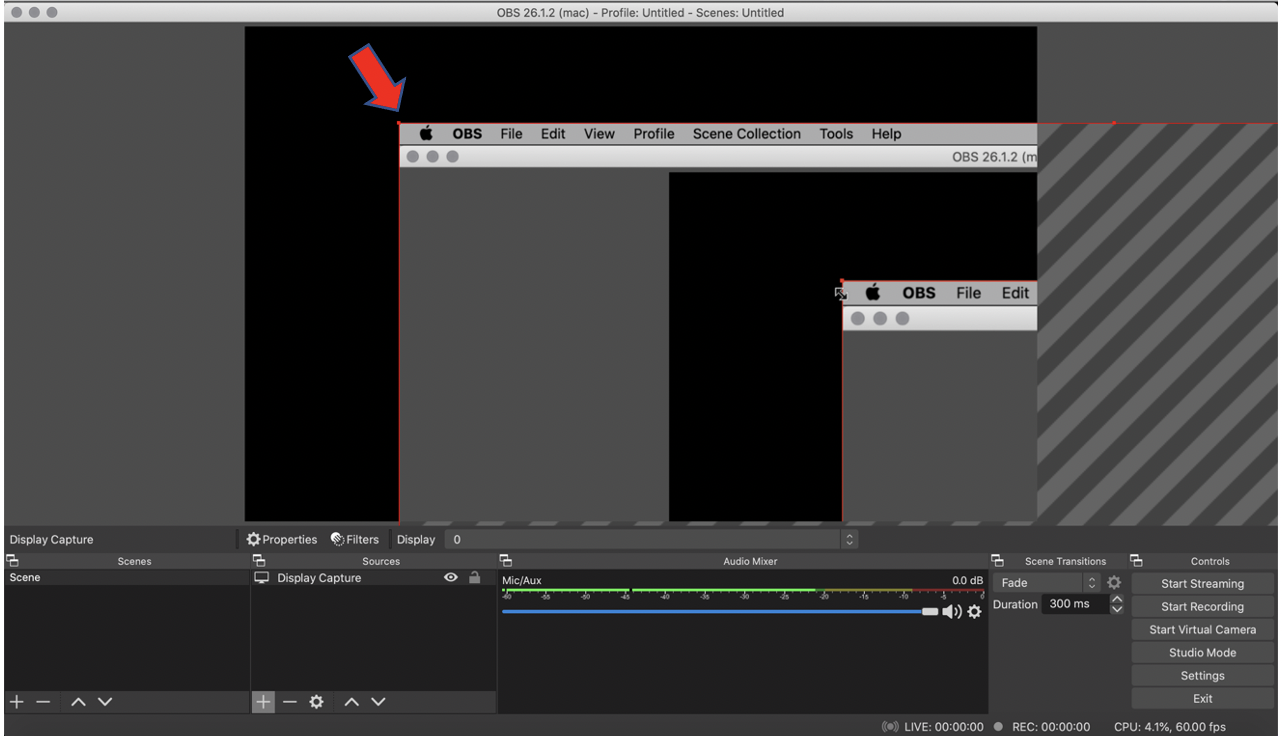 OBS 26.1.2 (mac) - Profile: Untitled - Scenes: Untitled
OBS File Edit View Profile Scene Collection Tools Help
OBS 26.1.2 (m
OBS File Edit
Display Capture Properties Filters Display 0
Scenes Sources Audio Mixer Scene Transitions Controls
Scene
Display Capture
Mic/Aux 0.0 dB
-60 -55 -50 -45 -40 -35 -30 -25 -20 -15 -10 -5 0
Fade
Duration 300 ms
Start Streaming
Start Recording
Start Virtual Camera
Studio Mode
Settings
Exit
LIVE: 00:00:00 REC: 00:00:00 CPU: 4.1%, 60.00 fps